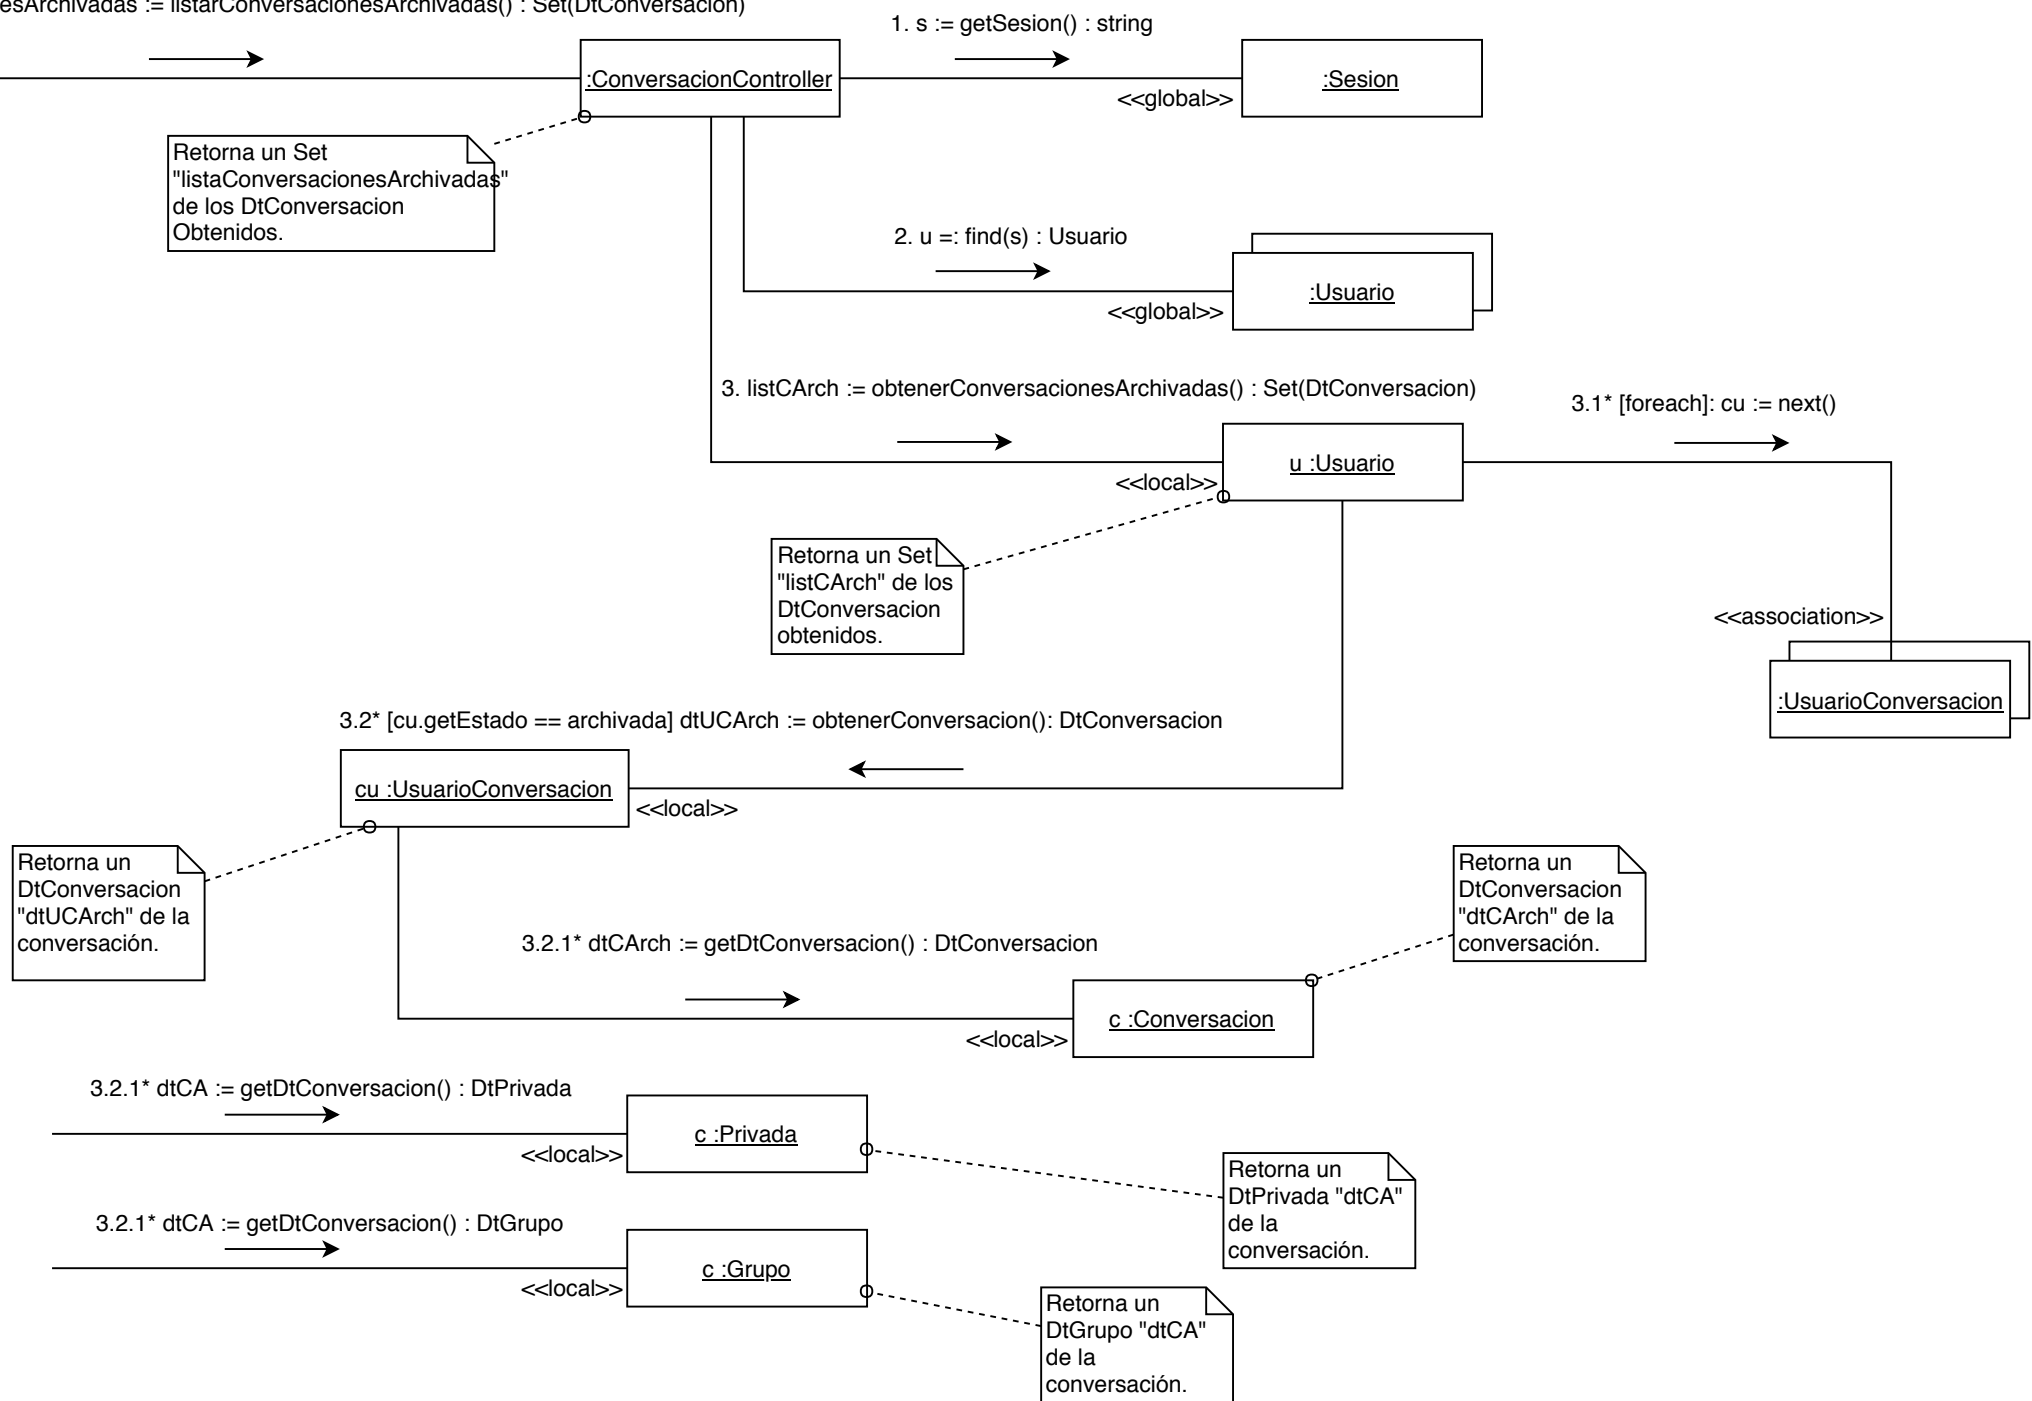 esArchivadas := listarConversacionesArchivadas() : Set(DtConversacion)
1. s := getSesion() : string
:ConversacionController
:Sesion
<<global>>
Retorna un Set
"listaConversacionesArchivadas"
de los DtConversacion
Obtenidos.
2. u =: find(s) : Usuario
:Usuario
<<global>>
3. listCArch := obtenerConversacionesArchivadas() : Set(DtConversacion)
3.1* [foreach]: cu := next()
u :Usuario
<<local>>
Retorna un Set
"listCArch" de los
DtConversacion
obtenidos.
<<association>>
:UsuarioConversacion
3.2* [cu.getEstado == archivada] dtUCArch := obtenerConversacion(): DtConversacion
cu :UsuarioConversacion
<<local>>
Retorna un
DtConversacion
"dtUCArch" de la
conversación.
Retorna un
DtConversacion
"dtCArch" de la
conversación.
3.2.1* dtCArch := getDtConversacion() : DtConversacion
c :Conversacion
<<local>>
3.2.1* dtCA := getDtConversacion() : DtPrivada
c :Privada
<<local>>
Retorna un
DtPrivada "dtCA"
de la
conversación.
3.2.1* dtCA := getDtConversacion() : DtGrupo
c :Grupo
<<local>>
Retorna un
DtGrupo "dtCA"
de la
conversación.